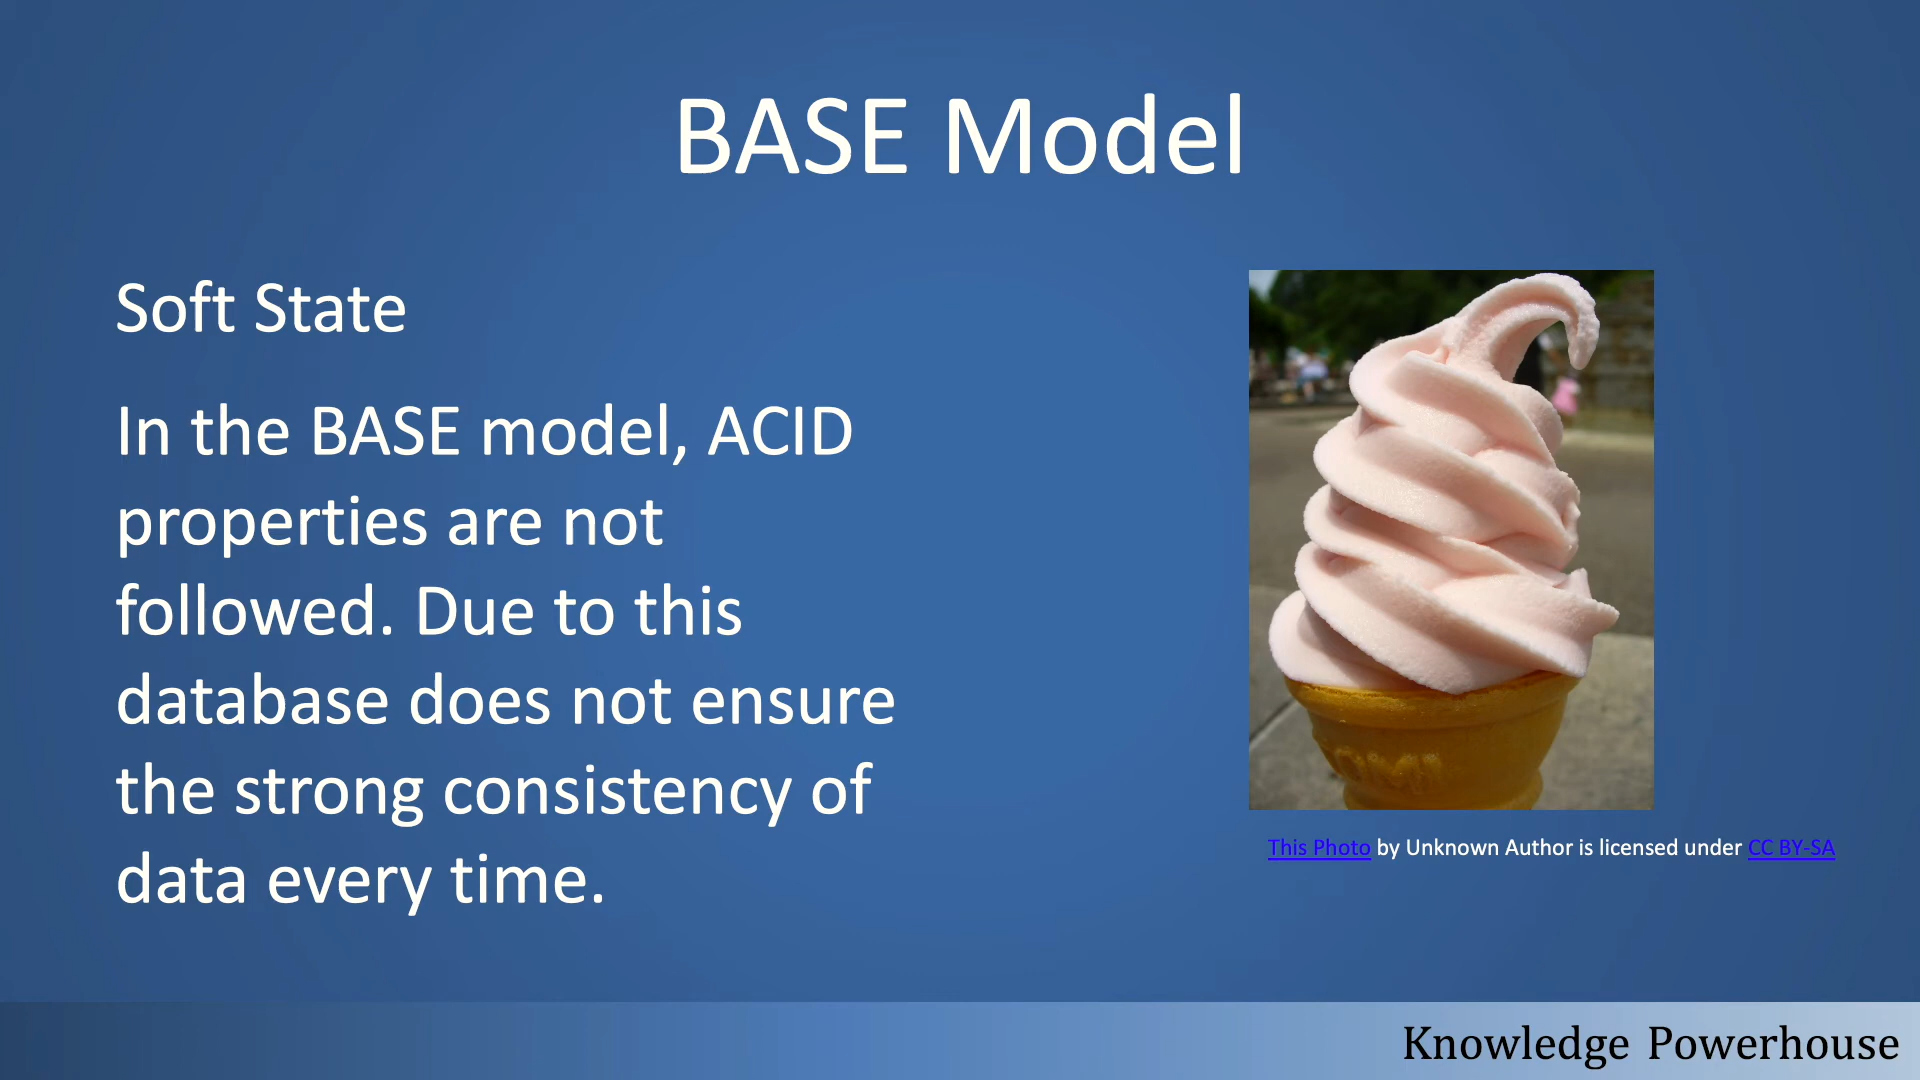 BASE Model
Soft State
In the BASE model, ACID
properties are not
followed. Due to this
database does not ensure
the strong consistency of
data every time.
This Photo by Unknown Author is licensed under CC BY-SA
Knowledge Powerhouse